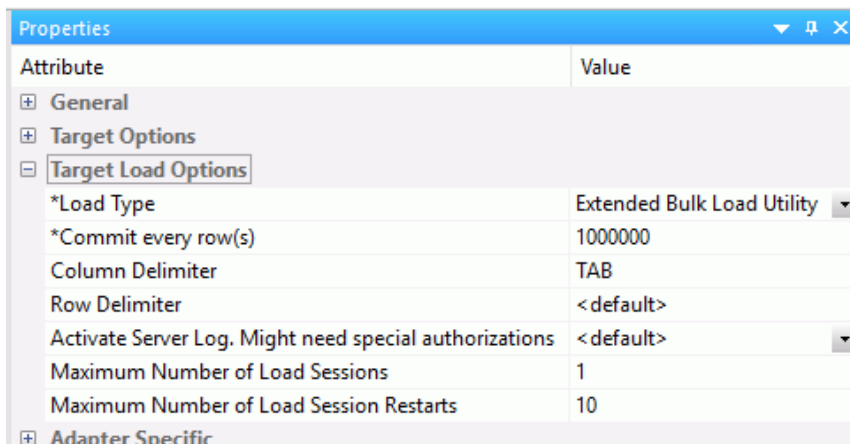 Properties
Attribute Value
General
Target Options
Target Load Options
*Load Type Extended Bulk Load Utility
*Commit every row(s) 1000000
Column Delimiter TAB
Row Delimiter <default>
Activate Server Log. Might need special authorizations <default>
Maximum Number of Load Sessions 1
Maximum Number of Load Session Restarts 10
Adapter Specific